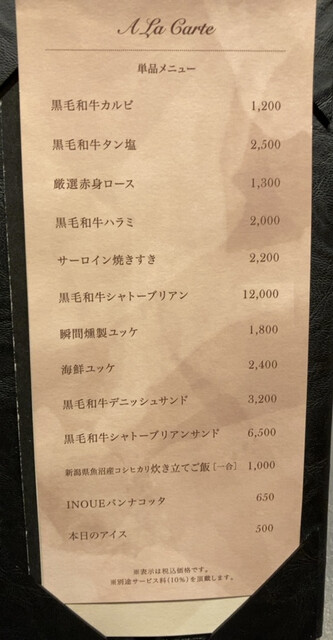 A La Carte
単品メニュー
黒毛和牛カルビ 1,200
黒毛和牛タン塩 2,500
厳選赤身ロース 1,300
黒毛和牛ハラミ 2,000
サーロイン焼きすき 2,200
黒毛和牛シャトーブリアン 12,000
瞬間燻製ユッケ 1,800
海鮮ユッケ 2,400
黒毛和牛デニッシュサンド 3,200
黒毛和牛シャトーブリアンサンド 6,500
新潟県魚沼産コシヒカリ炊き立てご飯［一合］ 1,000
INOUEパンナコッタ 650
本日のアイス 500
※表示は税込価格です。
※別途サービス料(10%)を頂戴します。